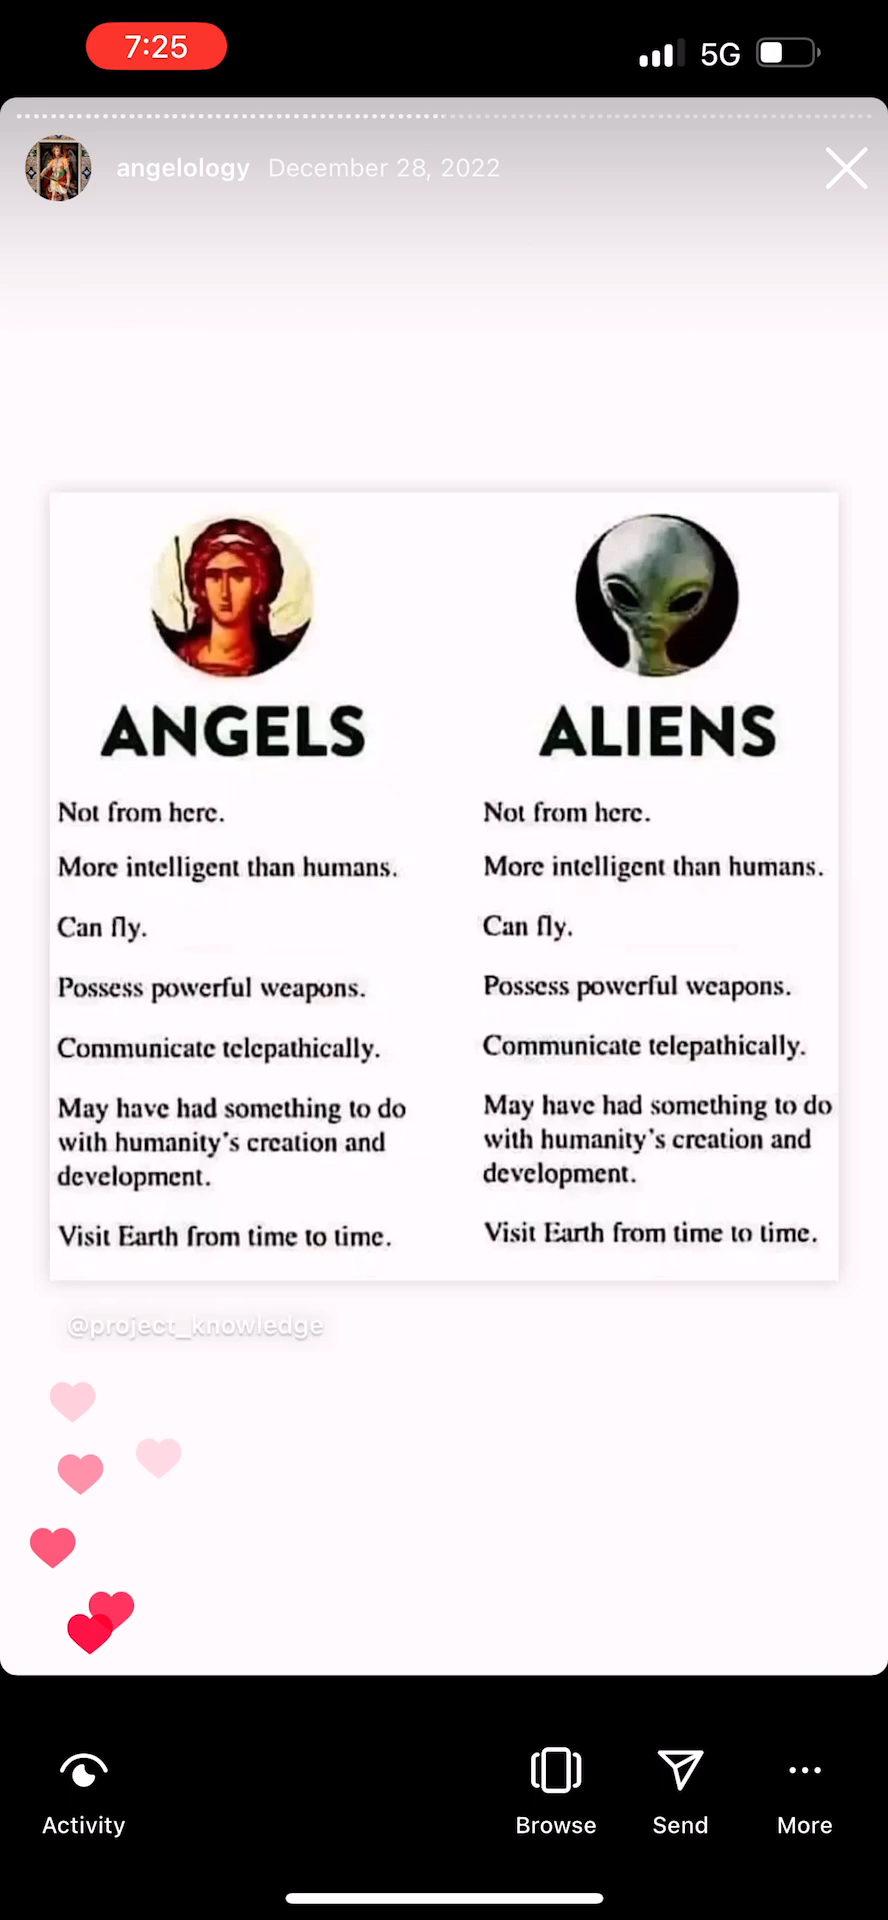 7:25
5G
angelology December 28, 2022
ANGELS
Not from here.
More intelligent than humans.
Can fly.
Possess powerful weapons.
Communicate telepathically.
May have had something to do
with humanity's creation and
development.
Visit Earth from time to time.
ALIENS
Not from here.
More intelligent than humans.
Can fly.
Possess powerful weapons.
Communicate telepathically.
May have had something to do
with humanity's creation and
development.
Visit Earth from time to time.
@project_knowledge
Activity
Browse
Send
More